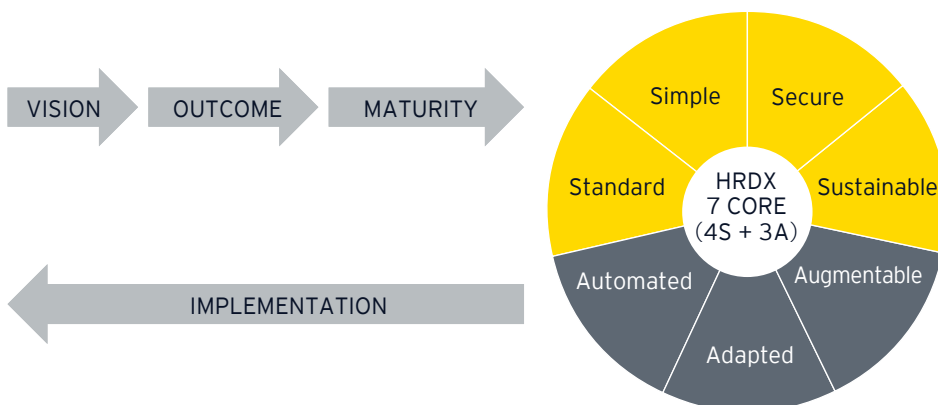 VISION
OUTCOME
MATURITY
IMPLEMENTATION
Simple
Secure
Standard
HRDX
7 CORE
(4S + 3A)
Sustainable
Automated
Augmentable
Adapted